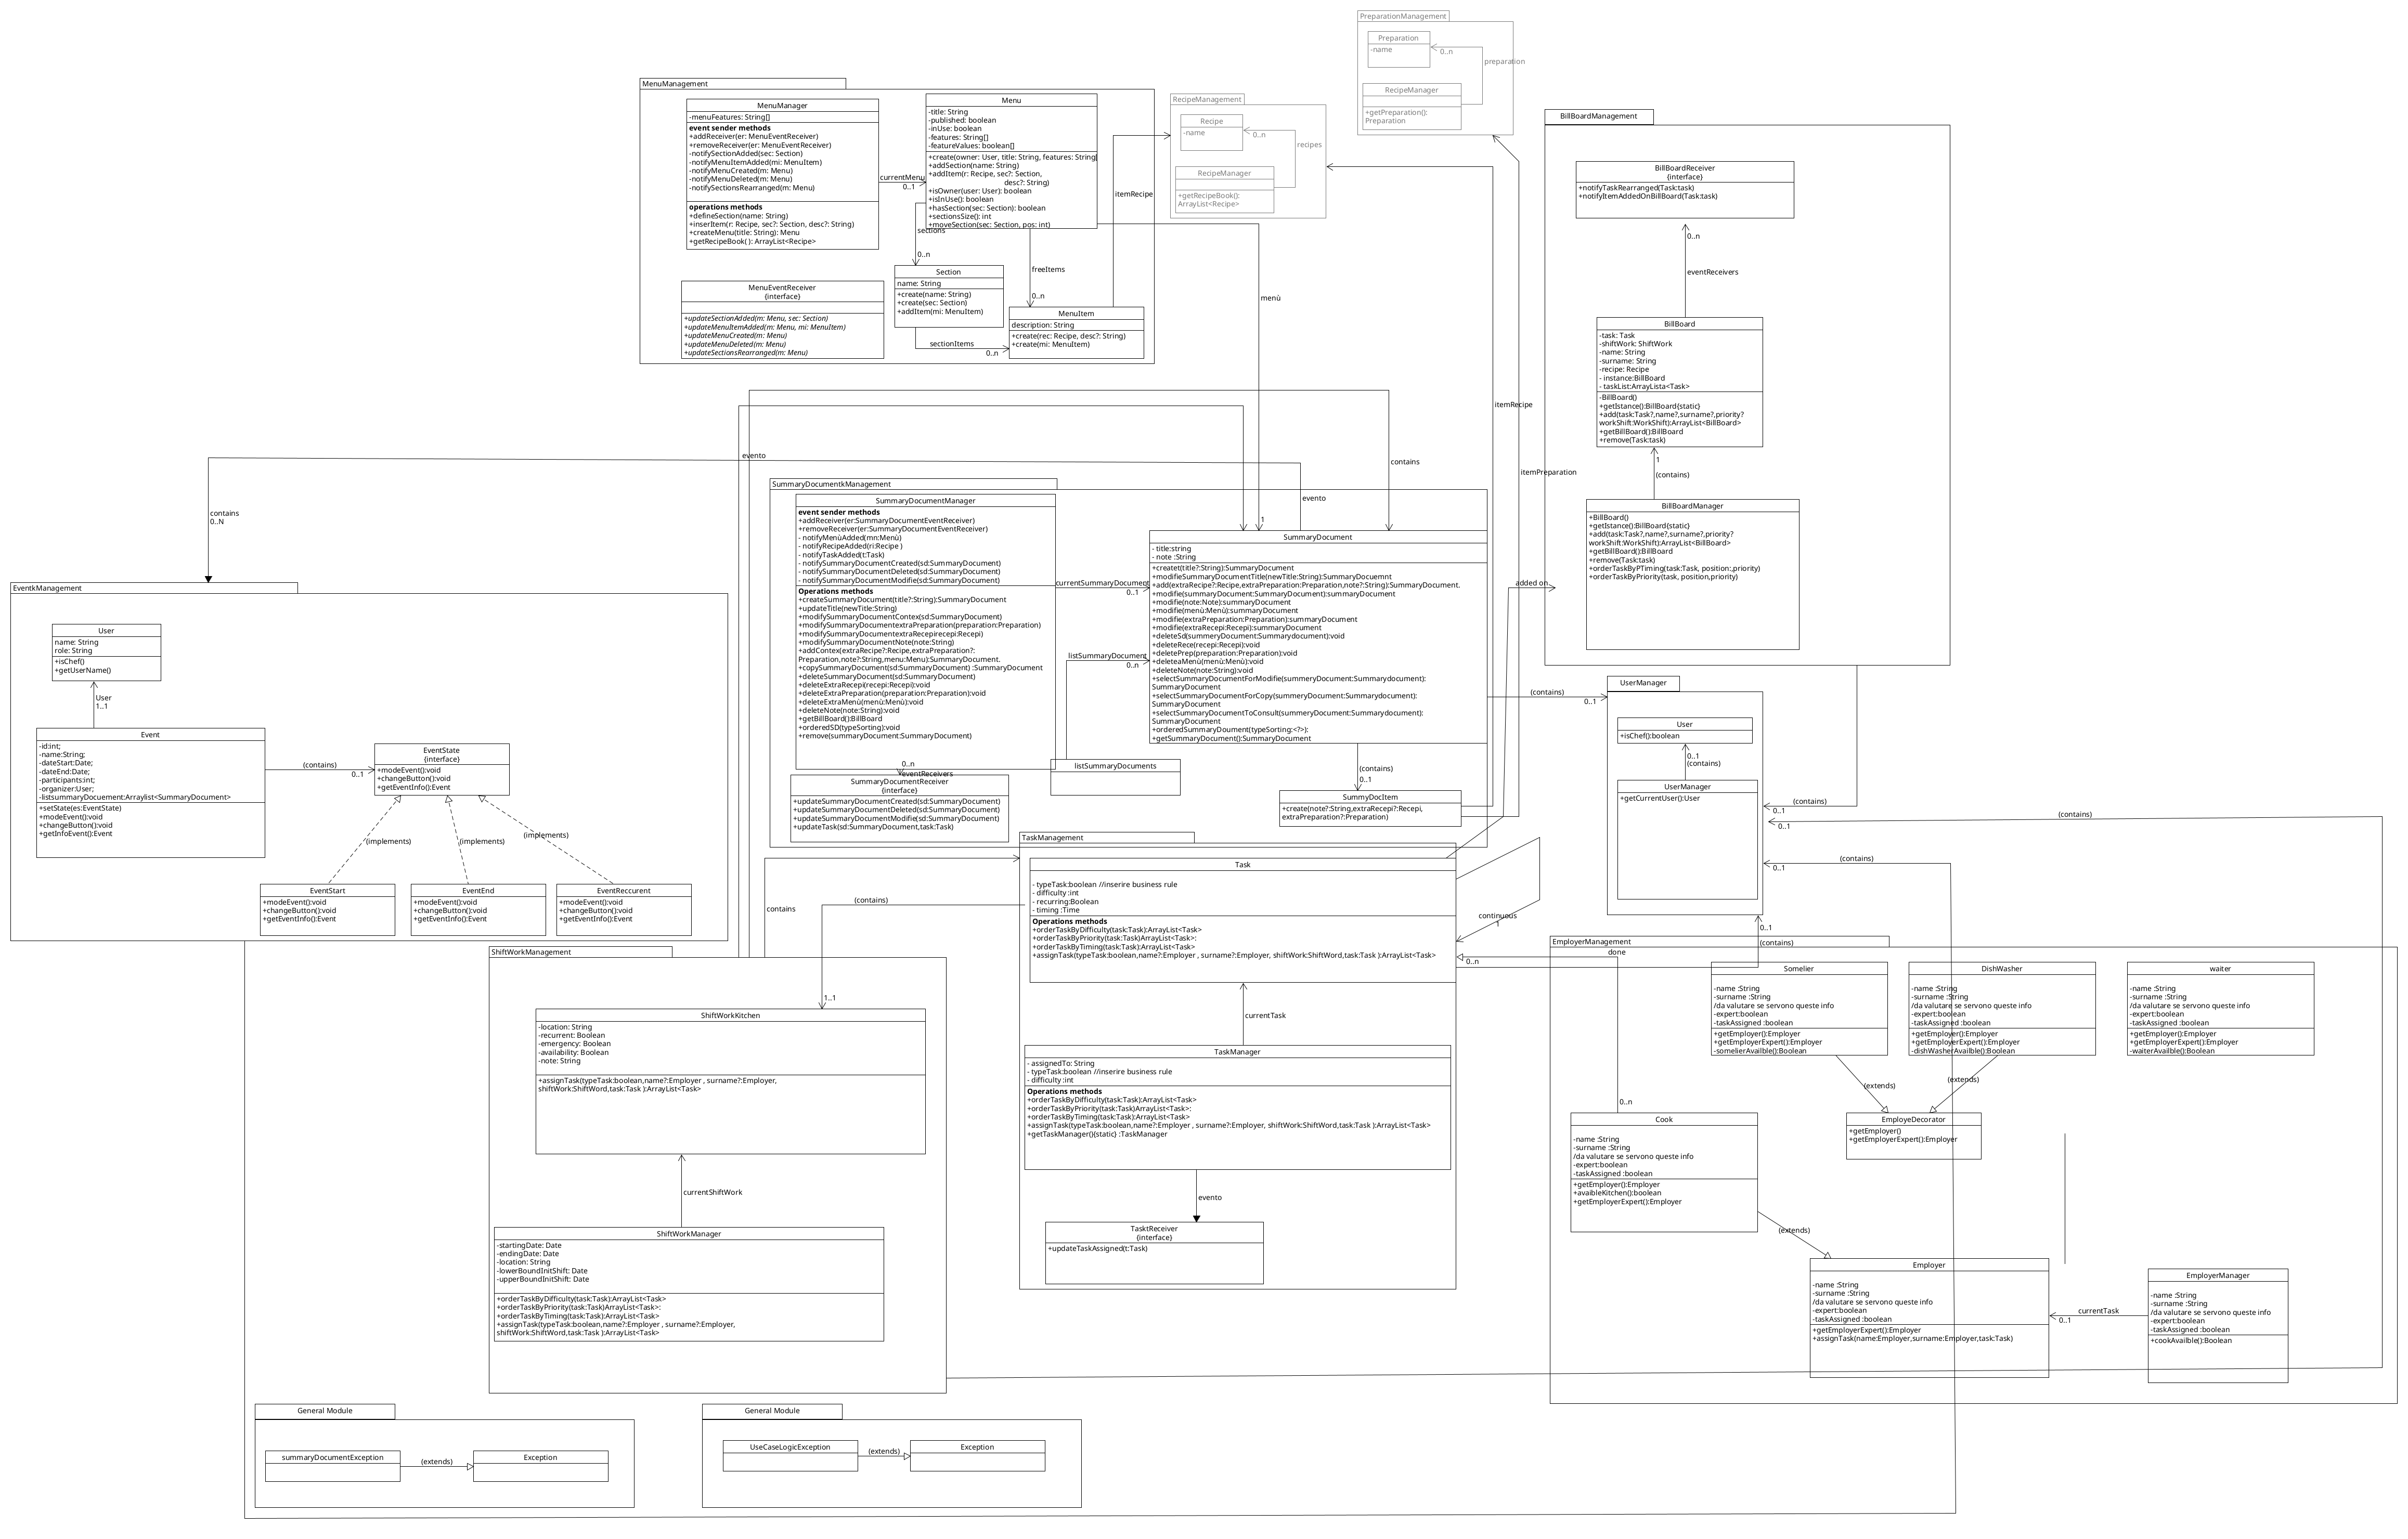 PreparationManagement
Preparation
-name
0..n
preparation
RecipeManager
+getPreparation():
Preparation
MenuManagement
MenuManager
-menuFeatures: String[]
event sender methods
+addReceiver(er: MenuEventReceiver)
+removeReceiver(er: MenuEventReceiver)
-notifySectionAdded(sec: Section)
-notifyMenuItemAdded(mi: MenuItem)
-notifyMenuCreated(m: Menu)
-notifyMenuDeleted(m: Menu)
-notifySectionsRearranged(m: Menu)
operations methods
+defineSection(name: String)
+inserItem(r: Recipe, sec?: Section, desc?: String)
+createMenu(title: String): Menu
+getRecipeBook( ): ArrayList<Recipe>
currentMenu
0..1
Menu
-title: String
-published: boolean
-inUse: boolean
-features: String[]
-featureValues: boolean[]
+create(owner: User, title: String, features: String[
+addSection(name: String)
+addItem(r: Recipe, sec?: Section,
desc?: String)
+isOwner(user: User): boolean
+isInUse(): boolean
+hasSection(sec: Section): boolean
+sectionsSize(): int
+moveSection(sec: Section, pos: int)
sections
0..n
freeItems
0..n
itemRecipe
menù
1
MenuEventReceiver
{interface}
+updateSectionAdded(m: Menu, sec: Section)
+updateMenuItemAdded(m: Menu, mi: MenuItem)
+updateMenuCreated(m: Menu)
+updateMenuDeleted(m: Menu)
+updateSectionsRearranged(m: Menu)
Section
name: String
+create(name: String)
+create(sec: Section)
+addItem(mi: MenuItem)
sectionItems
0..n
MenuItem
description: String
+create(rec: Recipe, desc?: String)
+create(mi: MenuItem)
RecipeManagement
Recipe
-name
0..n
recipes
RecipeManager
+getRecipeBook():
ArrayList<Recipe>
itemRecipe
itemPreparation
BillBoardManagement
BillBoardReceiver
{interface}
+notifyTaskRearranged(Task:task)
+notifyItemAddedOnBillBoard(Task:task)
0..n
eventReceivers
BillBoard
-task: Task
-shiftWork: ShiftWork
-name: String
-surname: String
-recipe: Recipe
- instance:BillBoard
- taskList:ArrayLista<Task>
-BillBoard()
+getIstance():BillBoard{static}
+add(task:Task?,name?,surname?,priority?
workShift:WorkShift):ArrayList<BillBoard>
+getBillBoard():BillBoard
+remove(Task:task)
1
(contains)
BillBoardManager
+BillBoard()
+getIstance():BillBoard{static}
+add(task:Task?,name?,surname?,priority?
workShift:WorkShift):ArrayList<BillBoard>
+getBillBoard():BillBoard
+remove(Task:task)
+orderTaskByPTiming(task:Task, position:,priority)
+orderTaskByPriority(task, position,priority)
added on
evento
evento
contains
contains
0..N
SummaryDocumentkManagement
SummaryDocumentManager
event sender methods
+addReceiver(er:SummaryDocumentEventReceiver)
+removeReceiver(er:SummaryDocumentEventReceiver)
- notifyMenùAdded(mn:Menù)
- notifyRecipeAdded(ri:Recipe )
- notifyTaskAdded(t:Task)
- notifySummaryDocumentCreated(sd:SummaryDocument)
- notifySummaryDocumentDeleted(sd:SummaryDocument)
- notifySummaryDocumentModifie(sd:SummaryDocument)
Operations methods
+createSummaryDocument(title?:String):SummaryDocument
+updateTitle(newTitle:String)
+modifySummaryDocumentContex(sd:SummaryDocument)
+modifySummaryDocumentextraPreparation(preparation:Preparation)
+modifySummaryDocumentextraRecepirecepi:Recepi)
+modifySummaryDocumentNote(note:String)
+addContex(extraRecipe?:Recipe,extraPreparation?:
Preparation,note?:String,menu:Menu):SummaryDocument.
+copySummaryDocument(sd:SummaryDocument) :SummaryDocument
+deleteSummaryDocument(sd:SummaryDocument)
+deleteExtraRecepi(recepi:Recepi):void
+deleteExtraPreparation(preparation:Preparation):void
+deleteExtraMenù(menù:Menù):void
+deleteNote(note:String):void
+getBillBoard():BillBoard
+orderedSD(typeSorting):void
+remove(summaryDocument:SummaryDocument)
currentSummaryDocument
0..1
listSummaryDocument
0..n
SummaryDocument
- title:string
- note :String
+createt(title?:String):SummaryDocument
+modifieSummaryDocumentTitle(newTitle:String):SummaryDocuemnt
+add(extraRecipe?:Recipe,extraPreparation:Preparation,note?:String):SummaryDocument.
+modifie(summaryDocument:SummaryDocument):summaryDocument
+modifie(note:Note):summaryDocument
+modifie(menù:Menù):summaryDocument
+modifie(extraPreparation:Preparation):summaryDocument
+modifie(extraRecepi:Recepi):summaryDocument
+deleteSd(summeryDocument:Summarydocument):void
+deleteRece(recepi:Recepi):void
+deletePrep(preparation:Preparation):void
+deleteaMenù(menù:Menù):void
+deleteNote(note:String):void
+selectSummaryDocumentForModifie(summeryDocument:Summarydocument):
SummaryDocument
+selectSummaryDocumentForCopy(summeryDocument:Summarydocument):
SummaryDocument
+selectSummaryDocumentToConsult(summeryDocument:Summarydocument):
SummaryDocument
+orderedSummaryDoument(typeSorting:<?>):
+getSummaryDocument():SummaryDocument
(contains)
0..1
(contains)
0..1
0..n
eventReceivers
SummaryDocumentReceiver
{interface}
+updateSummaryDocumentCreated(sd:SummaryDocument)
+updateSummaryDocumentDeleted(sd:SummaryDocument)
+updateSummaryDocumentModifie(sd:SummaryDocument)
+updateTask(sd:SummaryDocument,task:Task)
listSummaryDocuments
SummyDocItem
+create(note?:String,extraRecepi?:Recepi,
extraPreparation?:Preparation)
EventkManagement
User
name: String
role: String
+isChef()
+getUserName()
User
1..1
Event
-id:int;
-name:String;
-dateStart:Date;
-dateEnd:Date;
-participants:int;
-organizer:User;
-listsummaryDocuement:Arraylist<SummaryDocument>
+setState(es:EventState)
+modeEvent():void
+changeButton():void
+getInfoEvent():Event
(contains)
0..1
EventState
{interface}
+modeEvent():void
+changeButton():void
+getEventInfo():Event
(implements)
(implements)
(implements)
EventStart
+modeEvent():void
+changeButton():void
+getEventInfo():Event
EventEnd
+modeEvent():void
+changeButton():void
+getEventInfo():Event
EventReccurent
+modeEvent():void
+changeButton():void
+getEventInfo():Event
UserManager
User
+isChef():boolean
0..1
(contains)
UserManager
+getCurrentUser():User
(contains)
0..1
(contains)
0..1
(contains)
0..1
0..1
(contains)
TaskManagement
Task
- typeTask:boolean //inserire business rule
- difficulty :int
- recurring:Boolean
- timing :Time
Operations methods
+orderTaskByDifficulty(task:Task):ArrayList<Task>
+orderTaskByPriority(task:Task)ArrayList<Task>:
+orderTaskByTiming(task:Task):ArrayList<Task>
+assignTask(typeTask:boolean,name?:Employer , surname?:Employer, shiftWork:ShiftWord,task:Task ):ArrayList<Task>
continuous
1
done
0..n
0..n
currentTask
TaskManager
- assignedTo: String
- typeTask:boolean //inserire business rule
- difficulty :int
Operations methods
+orderTaskByDifficulty(task:Task):ArrayList<Task>
+orderTaskByPriority(task:Task)ArrayList<Task>:
+orderTaskByTiming(task:Task):ArrayList<Task>
+assignTask(typeTask:boolean,name?:Employer , surname?:Employer, shiftWork:ShiftWord,task:Task ):ArrayList<Task>
+getTaskManager(){static} :TaskManager
evento
TasktReceiver
{interface}
+updateTaskAssigned(t:Task)
ShiftWorkManagement
contains
(contains)
1..1
ShiftWorkKitchen
-location: String
-recurrent: Boolean
-emergency: Boolean
-availability: Boolean
-note: String
+assignTask(typeTask:boolean,name?:Employer , surname?:Employer,
shiftWork:ShiftWord,task:Task ):ArrayList<Task>
currentShiftWork
ShiftWorkManager
-startingDate: Date
-endingDate: Date
-location: String
-lowerBoundInitShift: Date
-upperBoundInitShift: Date
+orderTaskByDifficulty(task:Task):ArrayList<Task>
+orderTaskByPriority(task:Task)ArrayList<Task>:
+orderTaskByTiming(task:Task):ArrayList<Task>
+assignTask(typeTask:boolean,name?:Employer , surname?:Employer,
shiftWork:ShiftWord,task:Task ):ArrayList<Task>
EmployerManagement
Somelier
-name :String
-surname :String
/da valutare se servono queste info
-expert:boolean
-taskAssigned :boolean
+getEmployer():Employer
+getEmployerExpert():Employer
-somelierAvailble():Boolean
DishWasher
-name :String
-surname :String
/da valutare se servono queste info
-expert:boolean
-taskAssigned :boolean
+getEmployer():Employer
+getEmployerExpert():Employer
-dishWasherAvailble():Boolean
waiter
-name :String
-surname :String
/da valutare se servono queste info
-expert:boolean
-taskAssigned :boolean
+getEmployer():Employer
+getEmployerExpert():Employer
-waiterAvailble():Boolean
(extends)
(extends)
Cook
-name :String
-surname :String
/da valutare se servono queste info
-expert:boolean
-taskAssigned :boolean
+getEmployer():Employer
+avaibleKitchen():boolean
+getEmployerExpert():Employer
EmployeDecorator
+getEmployer()
+getEmployerExpert():Employer
(extends)
Employer
-name :String
-surname :String
/da valutare se servono queste info
-expert:boolean
-taskAssigned :boolean
+getEmployerExpert():Employer
+assignTask(name:Employer,surname:Employer,task:Task)
currentTask
0..1
EmployerManager
-name :String
-surname :String
/da valutare se servono queste info
-expert:boolean
-taskAssigned :boolean
+cookAvailble():Boolean
General Module
summaryDocumentException
(extends)
Exception
General Module
UseCaseLogicException
(extends)
Exception